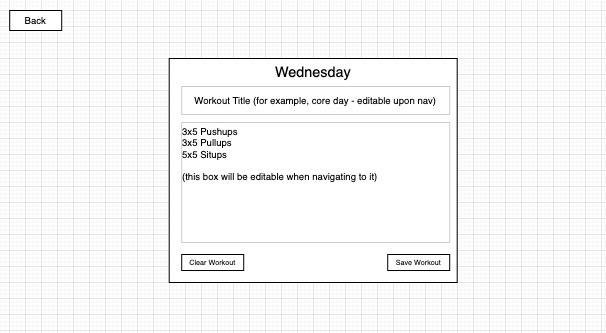 Back
Wednesday
Workout Title (for example, core day - editable upon nav)
3x5 Pushups
3x5 Pullups
5x5 Situps
(this box will be editable when navigating to it)
Clear Workout
Save Workout